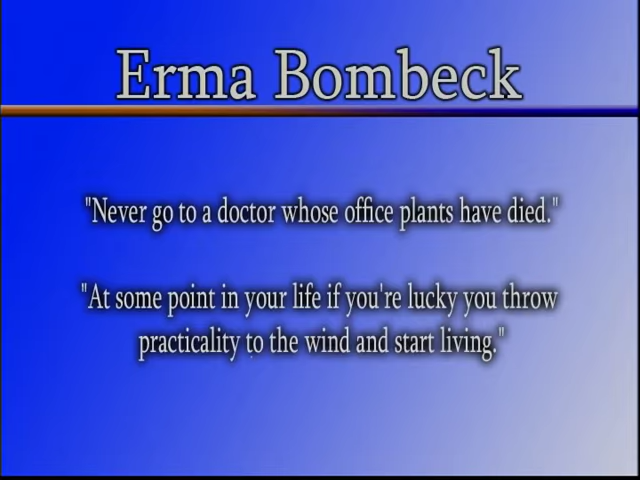 Erma Bombeck
"Never go to a doctor whose office plants have died."
"At some point in your life if you're lucky you throw
practicality to the wind and start living."